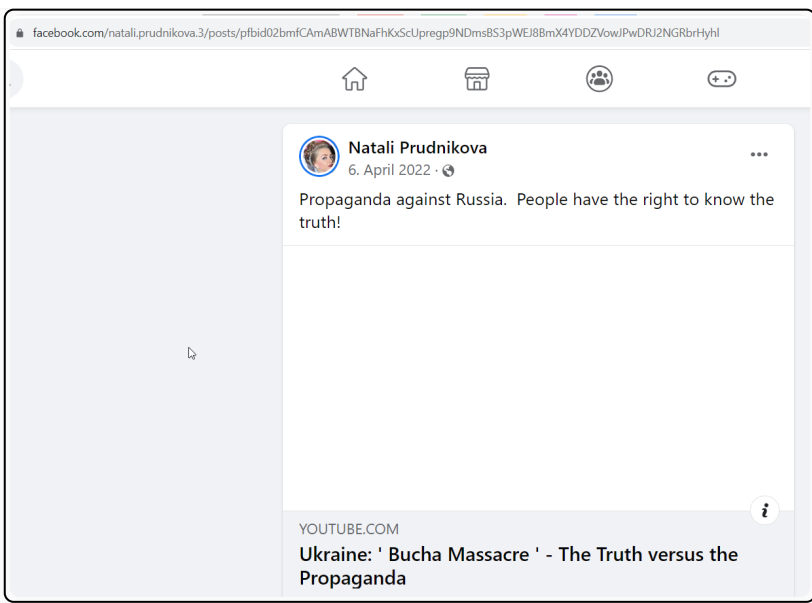 facebook.com/natali.prudnikova.3/posts/pfbid02bmfCAmABWTBNaFhKxScUpregp9NDmsBS3pWEJ8BmX4YDDZVowJPwDRJ2NGRbrHyhl
Natali Prudnikova
6. April 2022 ·
Propaganda against Russia.  People have the right to know the
truth!
YOUTUBE.COM
Ukraine: ' Bucha Massacre ' - The Truth versus the
Propaganda